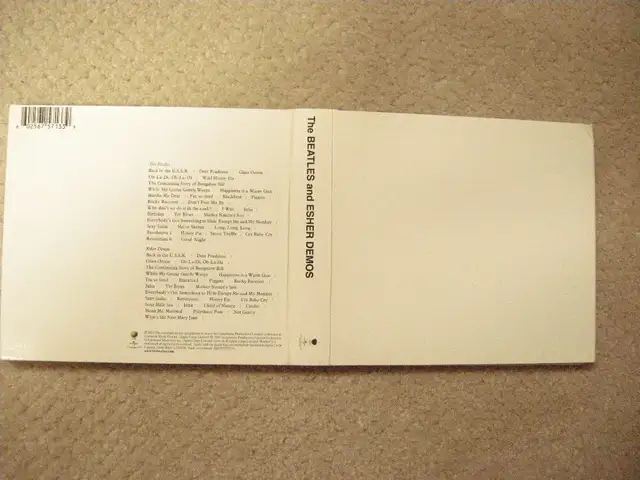 The Beatles
Back in the U.S.S.R. Dear Prudence Glass Onion
Ob-La-Di, Ob-La-Da Wild Honey Pie
The Continuing Story of Bungalow Bill
While My Guitar Gently Weeps Happiness is a Warm Gun
Martha My Dear I'm so tired Blackbird Piggies
Rocky Raccoon Don't Pass Me By
Why don't we do it in the road? I Will Julia
Birthday Yer Blues Mother Nature's Son
Everybody's Got Something to Hide Except Me and My Monkey
Sexy Sadie Helter Skelter Long, Long, Long
Revolution 1 Honey Pie Savoy Truffle Cry Baby Cry
Revolution 9 Good Night
Esher Demos
Back in the U.S.S.R. Dear Prudence
Glass Onion Ob-La-Di, Ob-La-Da
The Continuing Story of Bungalow Bill
While My Guitar Gently Weeps Happiness is a Warm Gun
I'm so tired Blackbird Piggies Rocky Raccoon
Julia Yer Blues Mother Nature's Son
Everybody's Got Something to Hide Except Me and My Monkey
Sexy Sadie Revolution Honey Pie Cry Baby Cry
Sour Milk Sea Junk Child of Nature Circles
Mean Mr. Mustard Polythene Pam Not Guilty
What's the New Mary Jane
The BEATLES and ESHER DEMOS